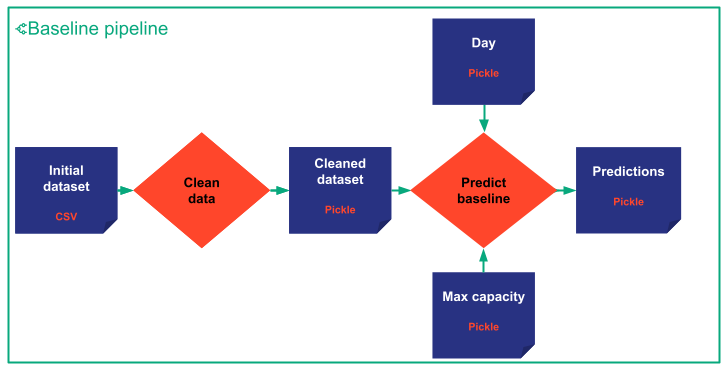 Baseline pipeline
Day
Pickle
Initial
dataset
CSV
Clean
data
Cleaned
dataset
Pickle
Predict
baseline
Predictions
Pickle
Max capacity
Pickle